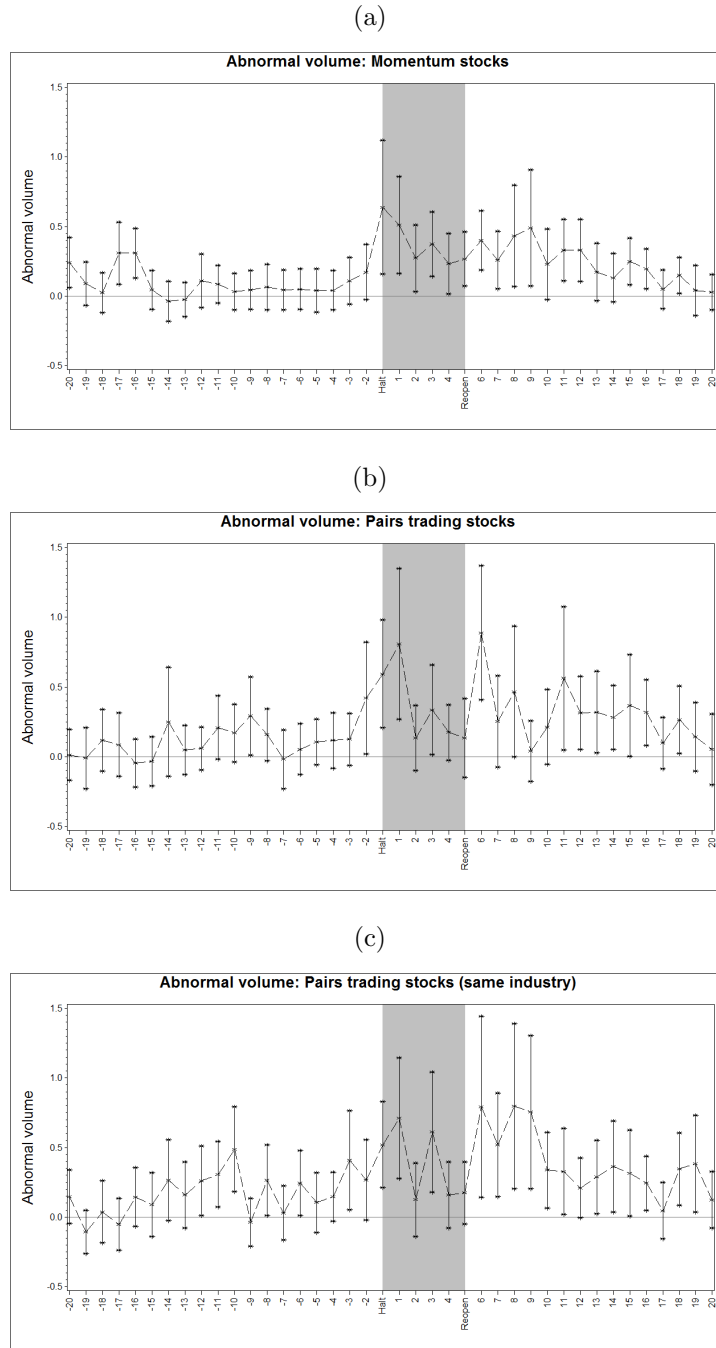 (a)
Abnormal volume: Momentum stocks
Abnormal volume
1.5
1.0
0.5
0.0
-0.5
-20 -19 -18 -17 -16 -15 -14 -13 -12 -11 -10 -9 -8 -7 -6 -5 -4 -3 -2 Halt 1 2 3 4 Reopen 6 7 8 9 10 11 12 13 14 15 16 17 18 19 20
(b)
Abnormal volume: Pairs trading stocks
Abnormal volume
1.5
1.0
0.5
0.0
-0.5
-20 -19 -18 -17 -16 -15 -14 -13 -12 -11 -10 -9 -8 -7 -6 -5 -4 -3 -2 Halt 1 2 3 4 Reopen 6 7 8 9 10 11 12 13 14 15 16 17 18 19 20
(c)
Abnormal volume: Pairs trading stocks (same industry)
Abnormal volume
1.5
1.0
0.5
0.0
-0.5
-20 -19 -18 -17 -16 -15 -14 -13 -12 -11 -10 -9 -8 -7 -6 -5 -4 -3 -2 Halt 1 2 3 4 Reopen 6 7 8 9 10 11 12 13 14 15 16 17 18 19 20